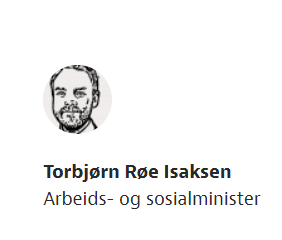 Torbjørn Røe Isaksen
Arbeids- og sosialminister